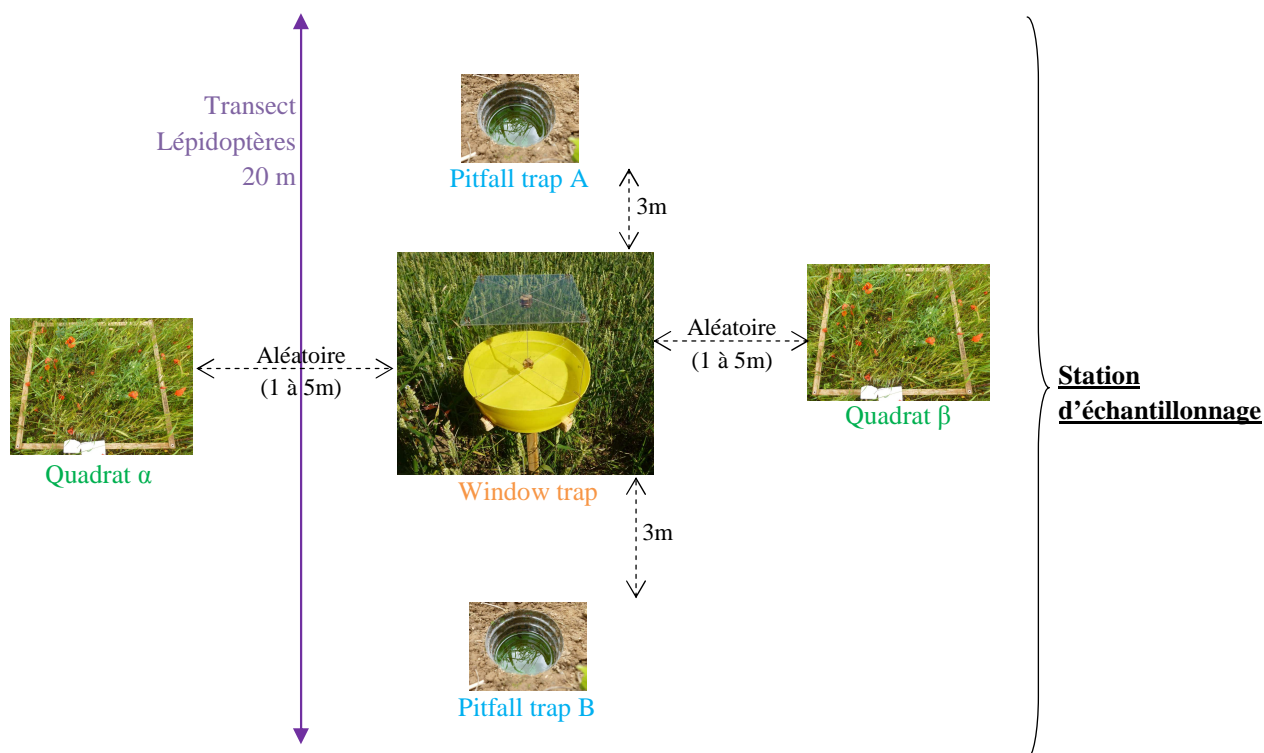 Transect
Lépidoptères
20 m
Pitfall trap A
3m
Aléatoire
(1 à 5m)
Quadrat α
Window trap
Aléatoire
(1 à 5m)
Quadrat β
3m
Pitfall trap B
Station
d’échantillonnage